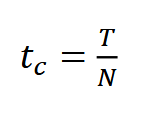 t_c = T/N